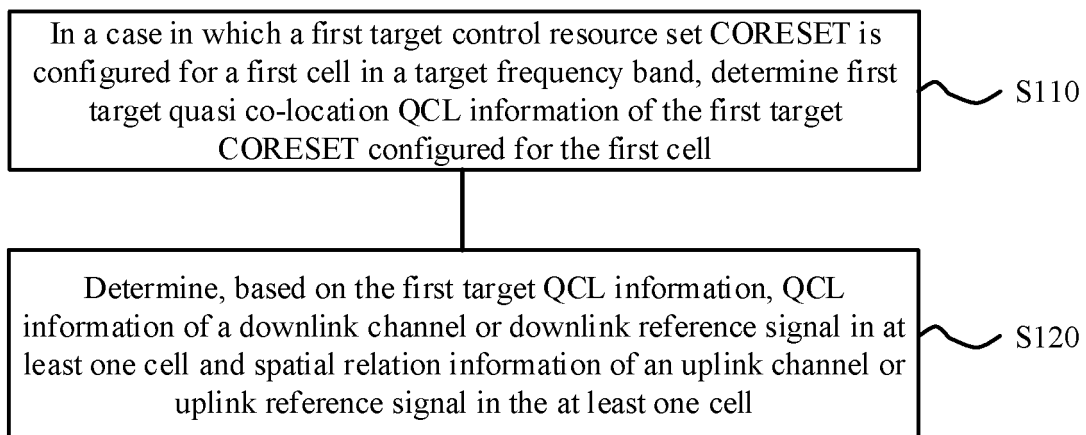 In a case in which a first target control resource set CORESET is
configured for a first cell in a target frequency band, determine first
target quasi co-location QCL information of the first target
CORESET configured for the first cell
S110
Determine, based on the first target QCL information, QCL
information of a downlink channel or downlink reference signal in at
least one cell and spatial relation information of an uplink channel or
uplink reference signal in the at least one cell
S120